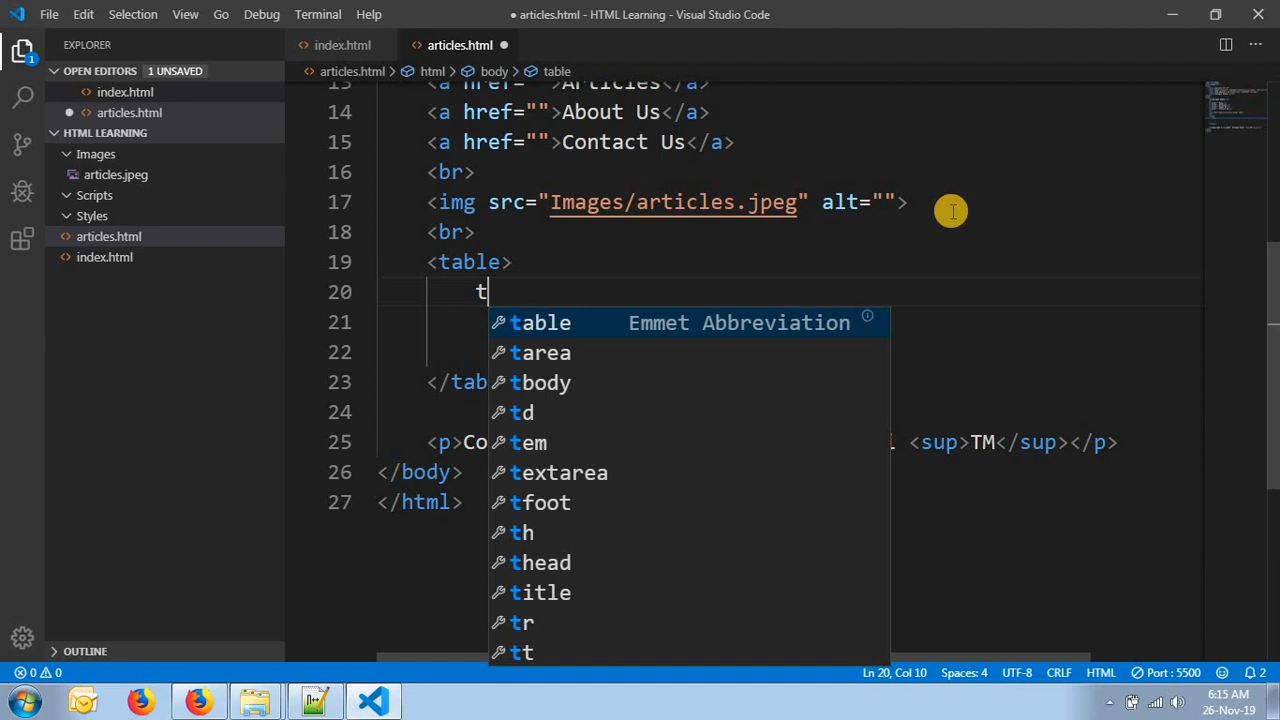 File Edit Selection View Go Debug Terminal Help
● articles.html - HTML Learning - Visual Studio Code
EXPLORER
index.html
articles.html
OPEN EDITORS 1 UNSAVED
articles.html > html > body > table
index.html
articles.html
HTML LEARNING
Images
articles.jpeg
Scripts
Styles
articles.html
index.html
OUTLINE
1
13 <a href="">Articles</a>
14 <a href="">About Us</a>
15 <a href="">Contact Us</a>
16 <br>
17 <img src="Images/articles.jpeg" alt="">
18 <br>
19 <table>
20 t
21
22
23 </tab
24
25 <p>Co <sup>TM</sup></p>
26 </body>
27 </html>
table Emmet Abbreviation
tarea
tbody
td
tem
textarea
tfoot
th
thead
title
tr
tt
0 0 Ln 20, Col 10 Spaces: 4 UTF-8 CRLF HTML Port : 5500 2
6:15 AM
26-Nov-19